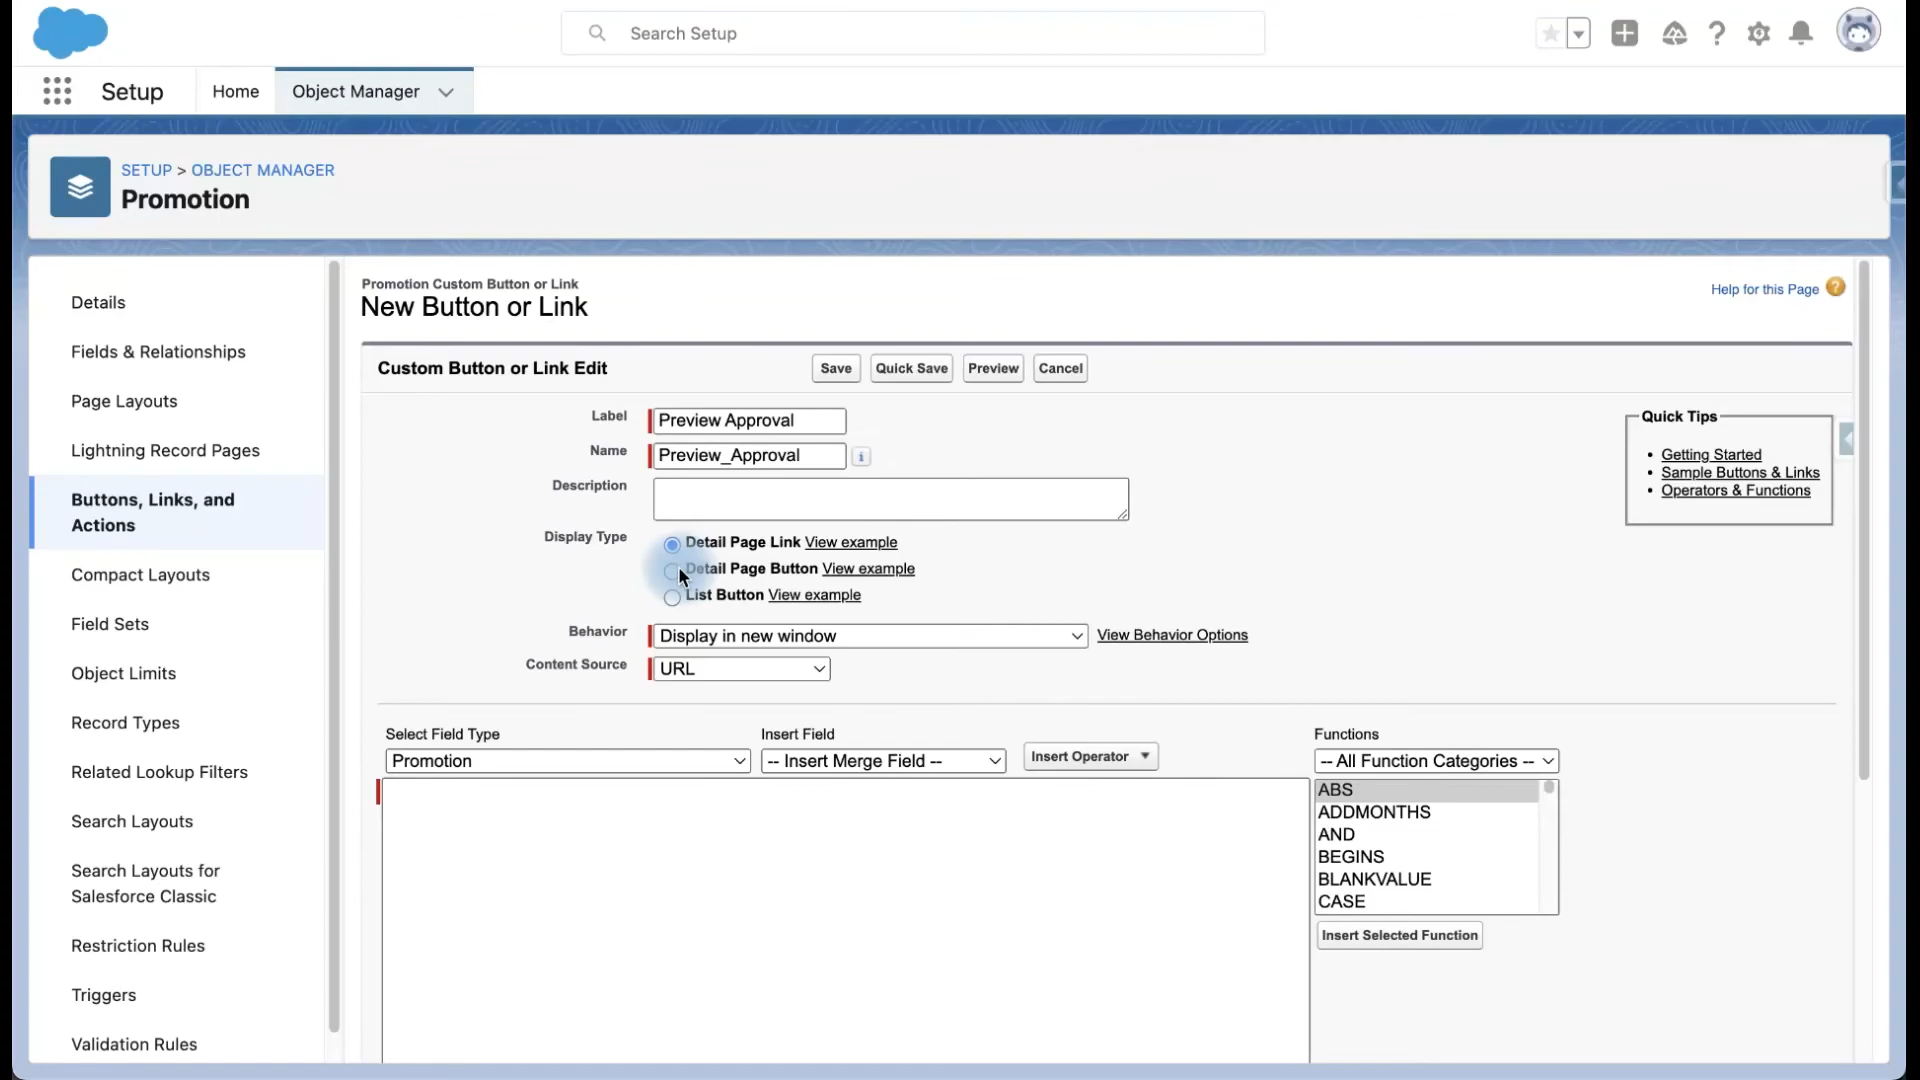 Search Setup
Setup
Home
Object Manager
SETUP > OBJECT MANAGER
Promotion
Details
Fields & Relationships
Page Layouts
Lightning Record Pages
Buttons, Links, and
Actions
Compact Layouts
Field Sets
Object Limits
Record Types
Related Lookup Filters
Search Layouts
Search Layouts for
Salesforce Classic
Restriction Rules
Triggers
Validation Rules
Promotion Custom Button or Link
New Button or Link
Help for this Page
Custom Button or Link Edit
Save
Quick Save
Preview
Cancel
Label
Preview Approval
Name
Preview_Approval
Description
Display Type
Detail Page Link View example
Detail Page Button View example
List Button View example
Behavior
Display in new window
View Behavior Options
Content Source
URL
Quick Tips
• Getting Started
• Sample Buttons & Links
• Operators & Functions
Select Field Type
Promotion
Insert Field
-- Insert Merge Field --
Insert Operator
Functions
-- All Function Categories --
ABS
ADDMONTHS
AND
BEGINS
BLANKVALUE
CASE
Insert Selected Function